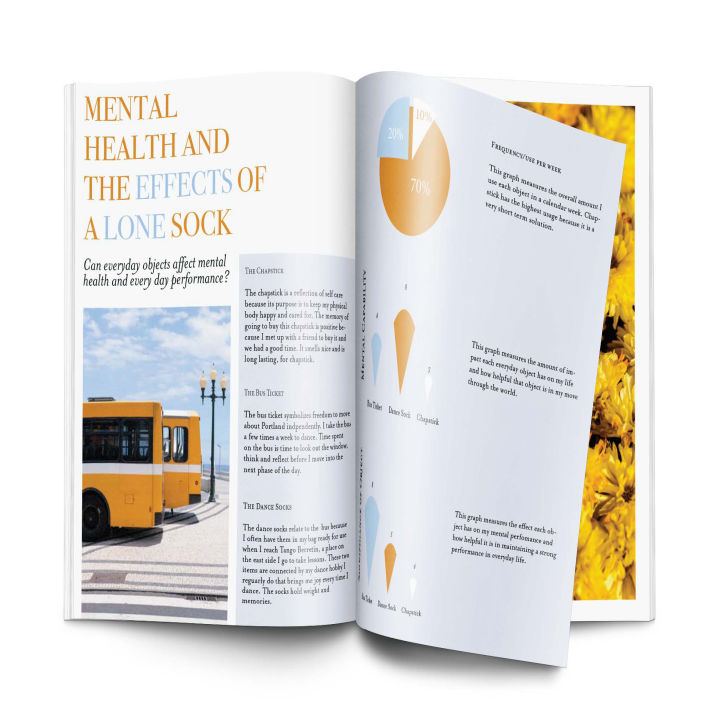 MENTAL
HEALTH AND
THE EFFECTS OF
A LONE SOCK
Can everyday objects affect mental
health and every day performance?
The Chapstick
The chapstick is a reflection of self care
because its purpose is to keep my physical
body happy and cared for. The memory of
going to buy this chapstick is positive be-
cause I met up with a friend to buy it and
we had a good time. It smells nice and is
long lasting, for chapstick.
The Bus Ticket
The bus ticket symbolizes freedom to move
about Portland indpendently. I take the bus
a few times a week to dance. Time spent
on the bus is time to look out the window,
think and reflect before I move into the
next phase of the day.
The Dance Socks
The dance socks relate to the bus because
I often have them in my bag ready for use
when I reach Tango Berretin, a place on
the east side I go to take lessons. These two
items are connected by my dance hobby I
reguarly do that brings me joy every time I
dance. The socks hold weight and
memories.
10%
20%
70%
Frequency/use per week
This graph measures the overall amount I
use each object in a calendar week. Chap-
stick has the highest usage because it is a
very short term solution.
Mental Capability
Bus Ticket
Dance Sock
Chapstick
This graph measures the amount of im-
pact each everyday object has on my life
and how helpful that object is in my move
through the world.
of Object
Bus Ticket
Dance Sock
Chapstick
This graph measures the effect each ob-
ject has on my mental perfomance and
how helpful it is in maintaining a strong
performance in everyday life.